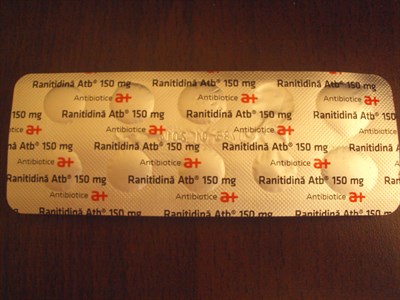 Ranitidină Atb® 150 mg Ranitidină Atb® 150 mg Ranitidină Atb® 150 mg
Antibiotice a+ Antibiotice a+ Antibiotice a+
Ranitidină Atb® 150 mg Ranitidină Atb® 150 mg
Antibiotice a+ Antibiotice a+
150 mg Ranitidină Atb® 150 mg Ranitidină Atb® 150 mg
Antibiotice a+ Antibiotice a+
Ranitidină Atb® 150 mg Ranitidină Atb® 150 mg Ranitidină Atb® 150 mg
Antibiotice a+ Antibiotice a+ Antibiotice a+
Ranitidină Atb® 150 mg Ranitidină Atb® 150 mg